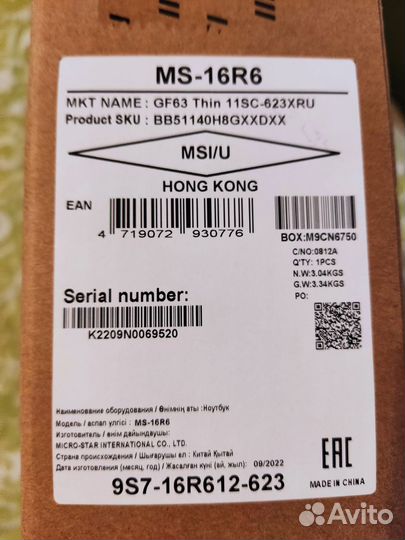 MS-16R6
MKT NAME : GF63 Thin 11SC-623XRU
Product SKU : BB51140H8GXXDXX
MSI/U
HONG KONG
EAN
4 719072 930776
BOX:M9CN6750
C/NO:0812A
Q'TY: 1PCS
N.W:3.04KGS
G.W:3.34KGS
PO:
Serial number:
K2209N0069520
Наименование оборудования / Өнімнің аты : Ноутбук
Модель / аспап үлгісі : MS-16R6
Изготовитель / өнім дайындаушы:
MICRO-STAR INTERNATIONAL CO., LTD.
Страна происхождения / Шығарушы ел : Китай Қытай
Дата изготовления (месяц, год) / Жасалған күні (ай, жыл): 09/2022
EAC
MADE IN CHINA
9S7-16R612-623
Avito